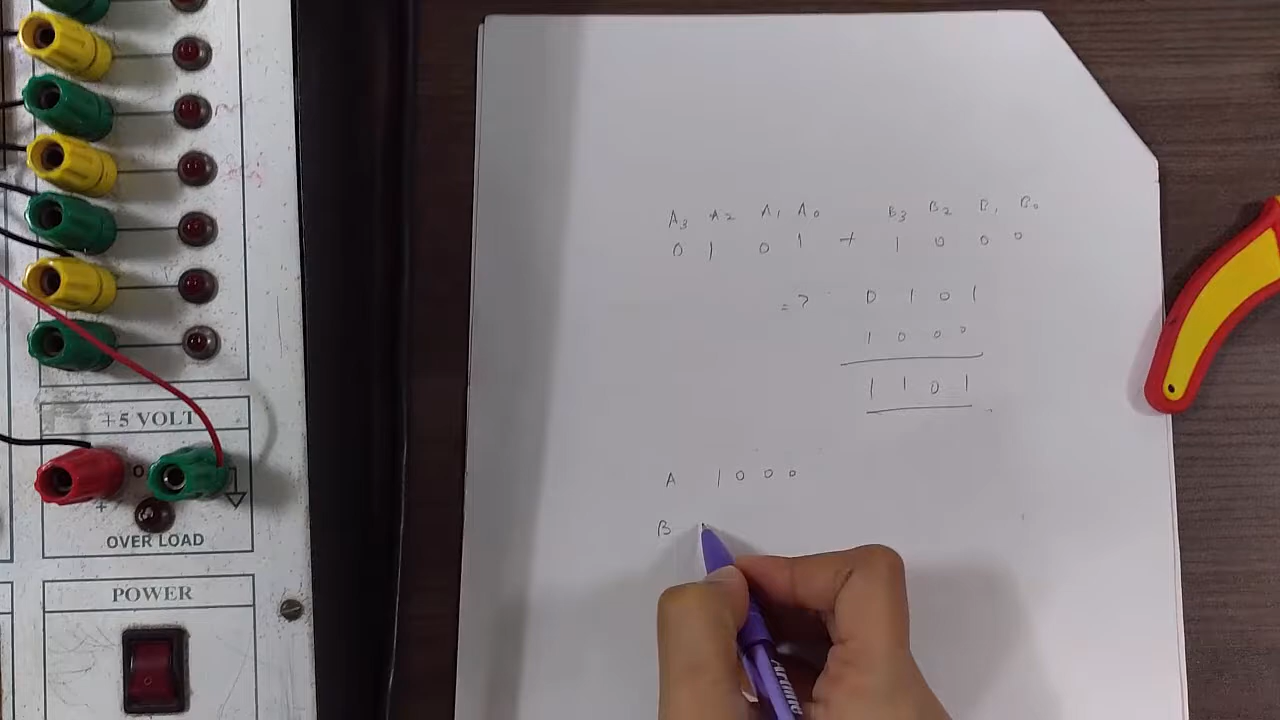 +5 VOLT
+
OVER LOAD
POWER
A3 A2 A1 A0 B3 B2 B1 B0
0 1 0 1 + 1 0 0 0
= ? 0 1 0 1
1 0 0 0
1 1 0 1
A 1 0 0 0
B